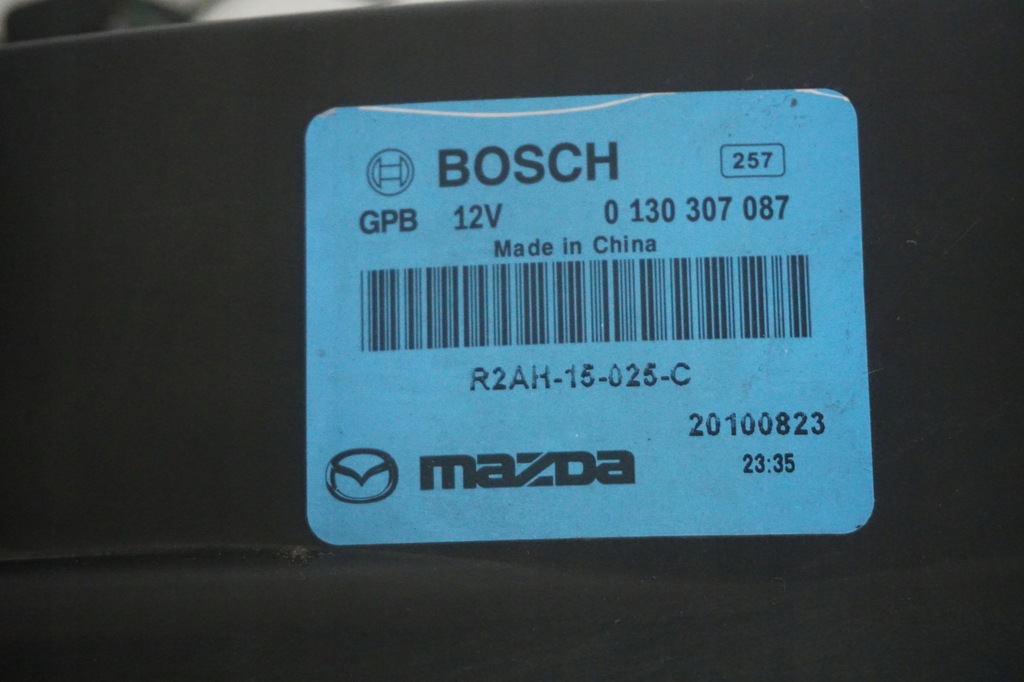 BOSCH 257
GPB 12V 0 130 307 087
Made in China
R2AH-15-025-C
20100823
23:35
mazda